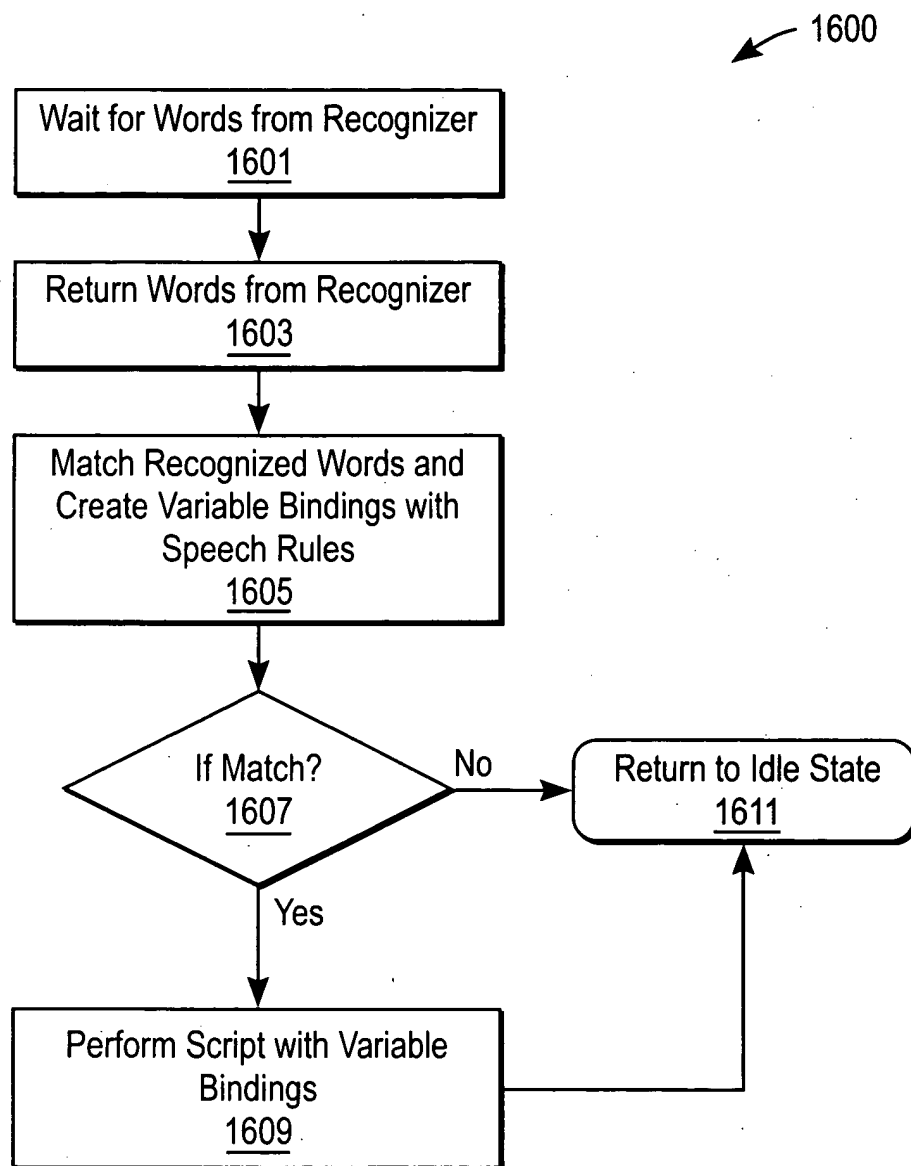 1600
Wait for Words from Recognizer
1601
Return Words from Recognizer
1603
Match Recognized Words and
Create Variable Bindings with
Speech Rules
1605
If Match?
1607
No
Return to Idle State
1611
Yes
Perform Script with Variable
Bindings
1609